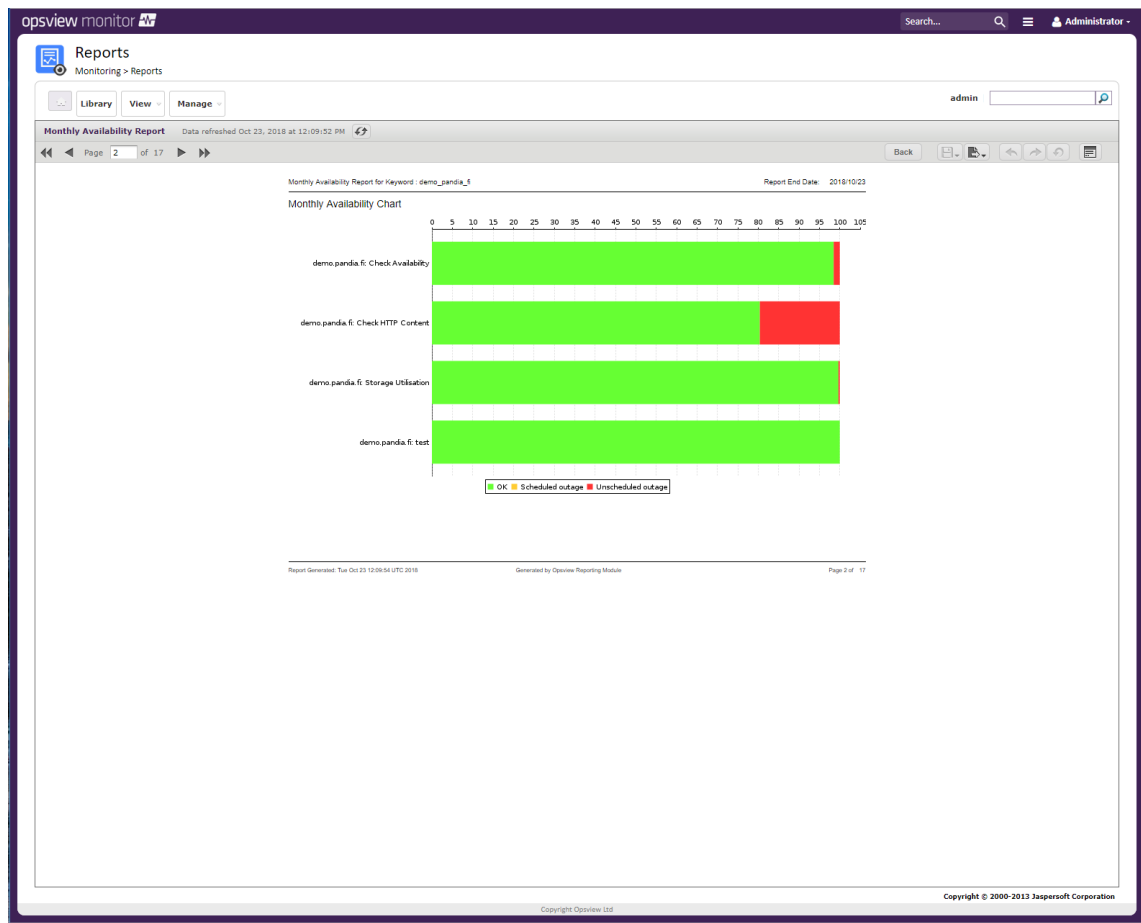 opsview monitor
Search...
Administrator
Reports
Monitoring > Reports
Library View Manage
admin
Monthly Availability Report Data refreshed Oct 23, 2018 at 12:09:52 PM
Page 2 of 17
Back
Monthly Availability Report for Keyword : demo_pandia_fi Report End Date: 2018/10/23
Monthly Availability Chart
0 5 10 15 20 25 30 35 40 45 50 55 60 65 70 75 80 85 90 95 100 105
demo.pandia.fi: Check Availability
demo.pandia.fi: Check HTTP Content
demo.pandia.fi: Storage Utilisation
demo.pandia.fi: test
OK Scheduled outage Unscheduled outage
Report Generated: Tue Oct 23 12:09:54 UTC 2018 Generated by Opsview Reporting Module Page 2 of 17
Copyright © 2000-2013 Jaspersoft Corporation
Copyright Opsview Ltd